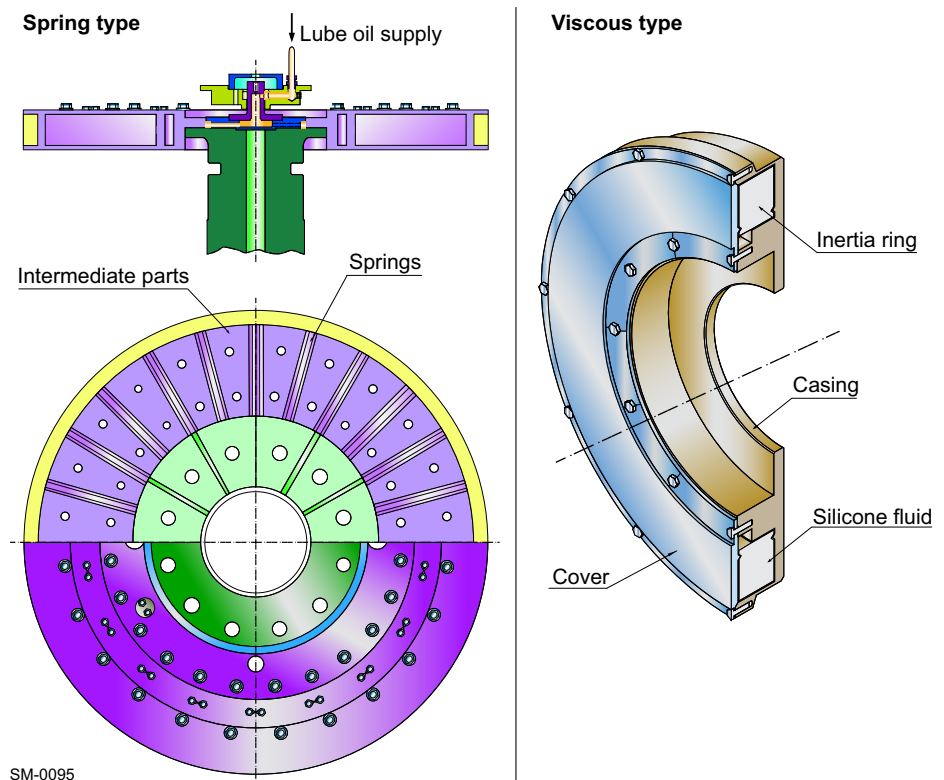 Spring type
Lube oil supply
Intermediate parts
Springs
SM-0095
Viscous type
Inertia ring
Casing
Silicone fluid
Cover